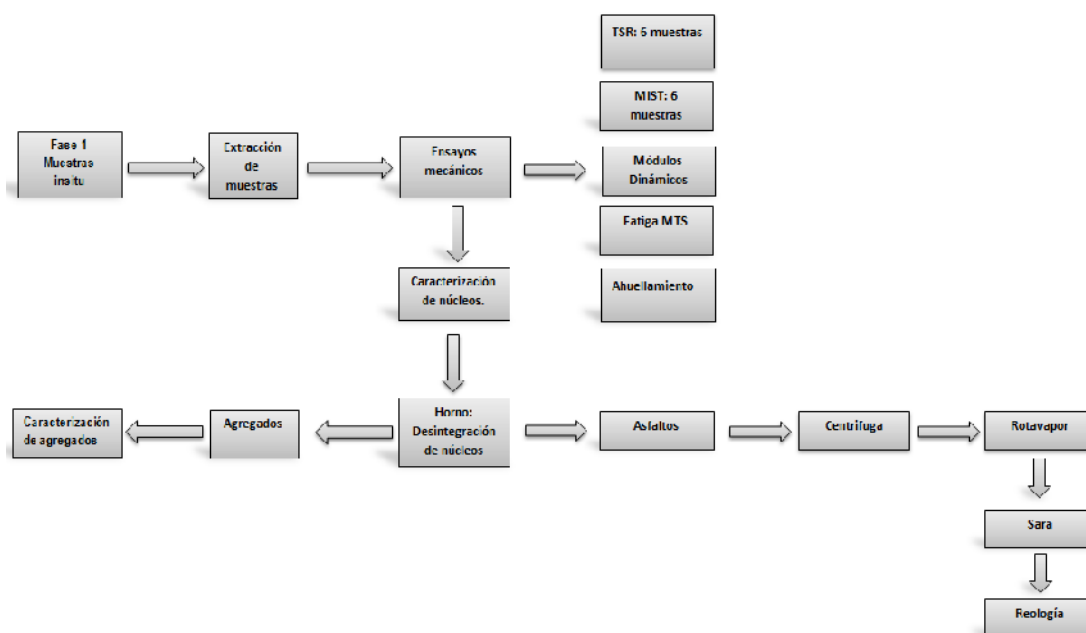 TSR: 6 muestras
MIST: 6
muestras
Fase 1
Muestras
insitu
Extracción
de
muestras
Ensayos
mecánicos
Módulos
Dinámicos
Fatiga MTS
Ahuellamiento
Caracterización
de núcleos.
Caracterización
de agregados
Agregados
Horno:
Desintegración
de núcleos
Asfaltos
Centrifuga
Rotavapor
Sara
Reología